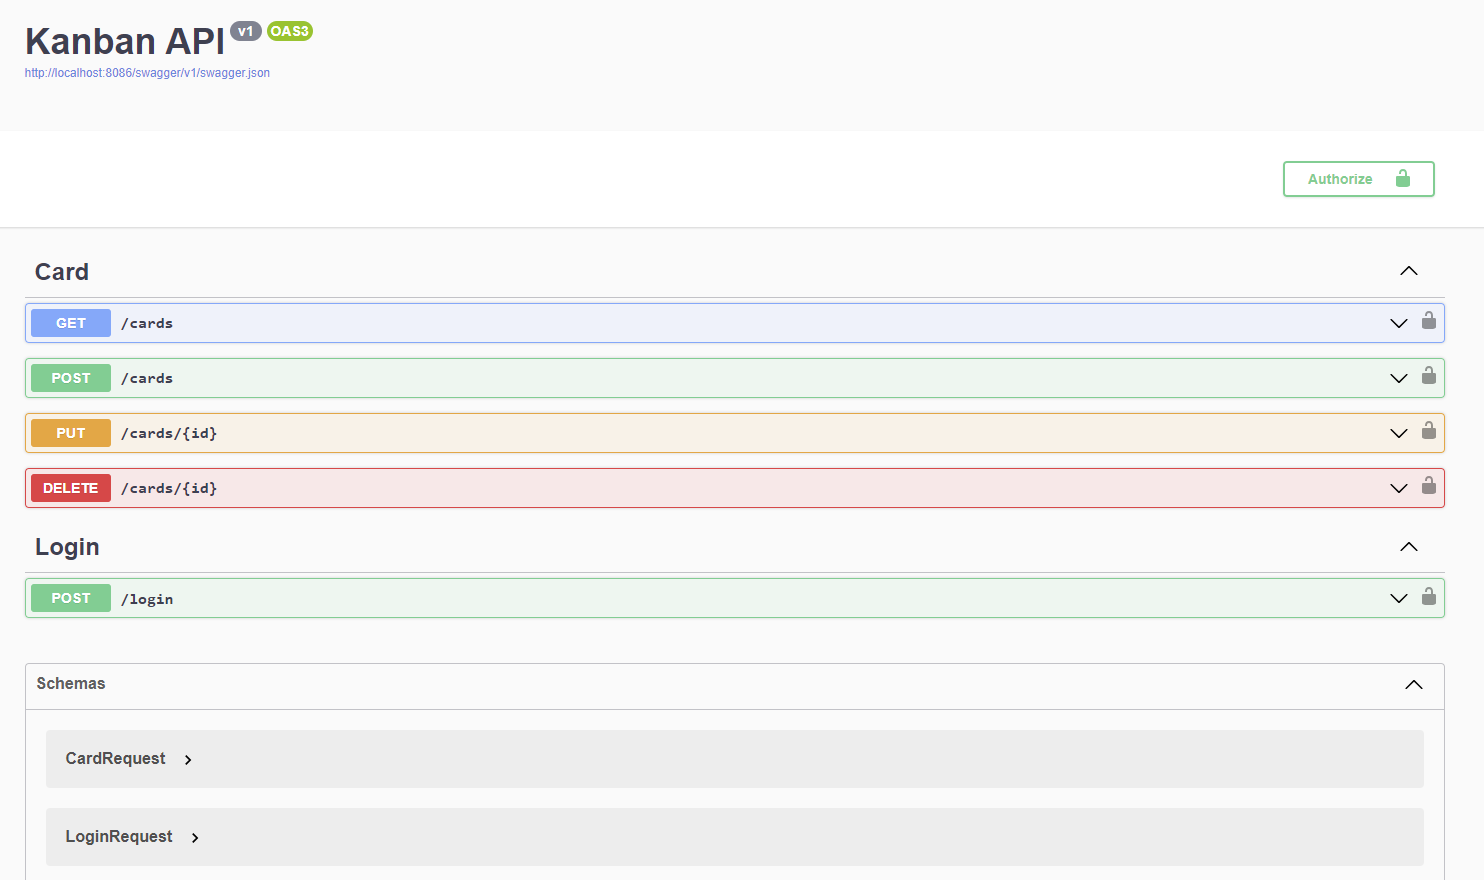 Kanban API v1 OAS3
http://localhost:8086/swagger/v1/swagger.json
Authorize
Card
GET /cards
POST /cards
PUT /cards/{id}
DELETE /cards/{id}
Login
POST /login
Schemas
CardRequest
LoginRequest